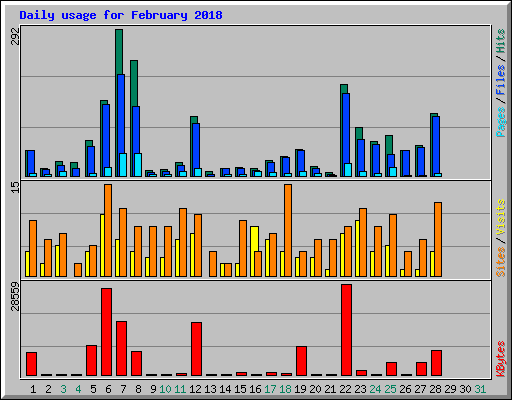 Daily usage for February 2018
292
Pages / Files / Hits
15
Sites / Visits
28559
KBytes
1 2 3 4 5 6 7 8 9 10 11 12 13 14 15 16 17 18 19 20 21 22 23 24 25 26 27 28 29 30 31